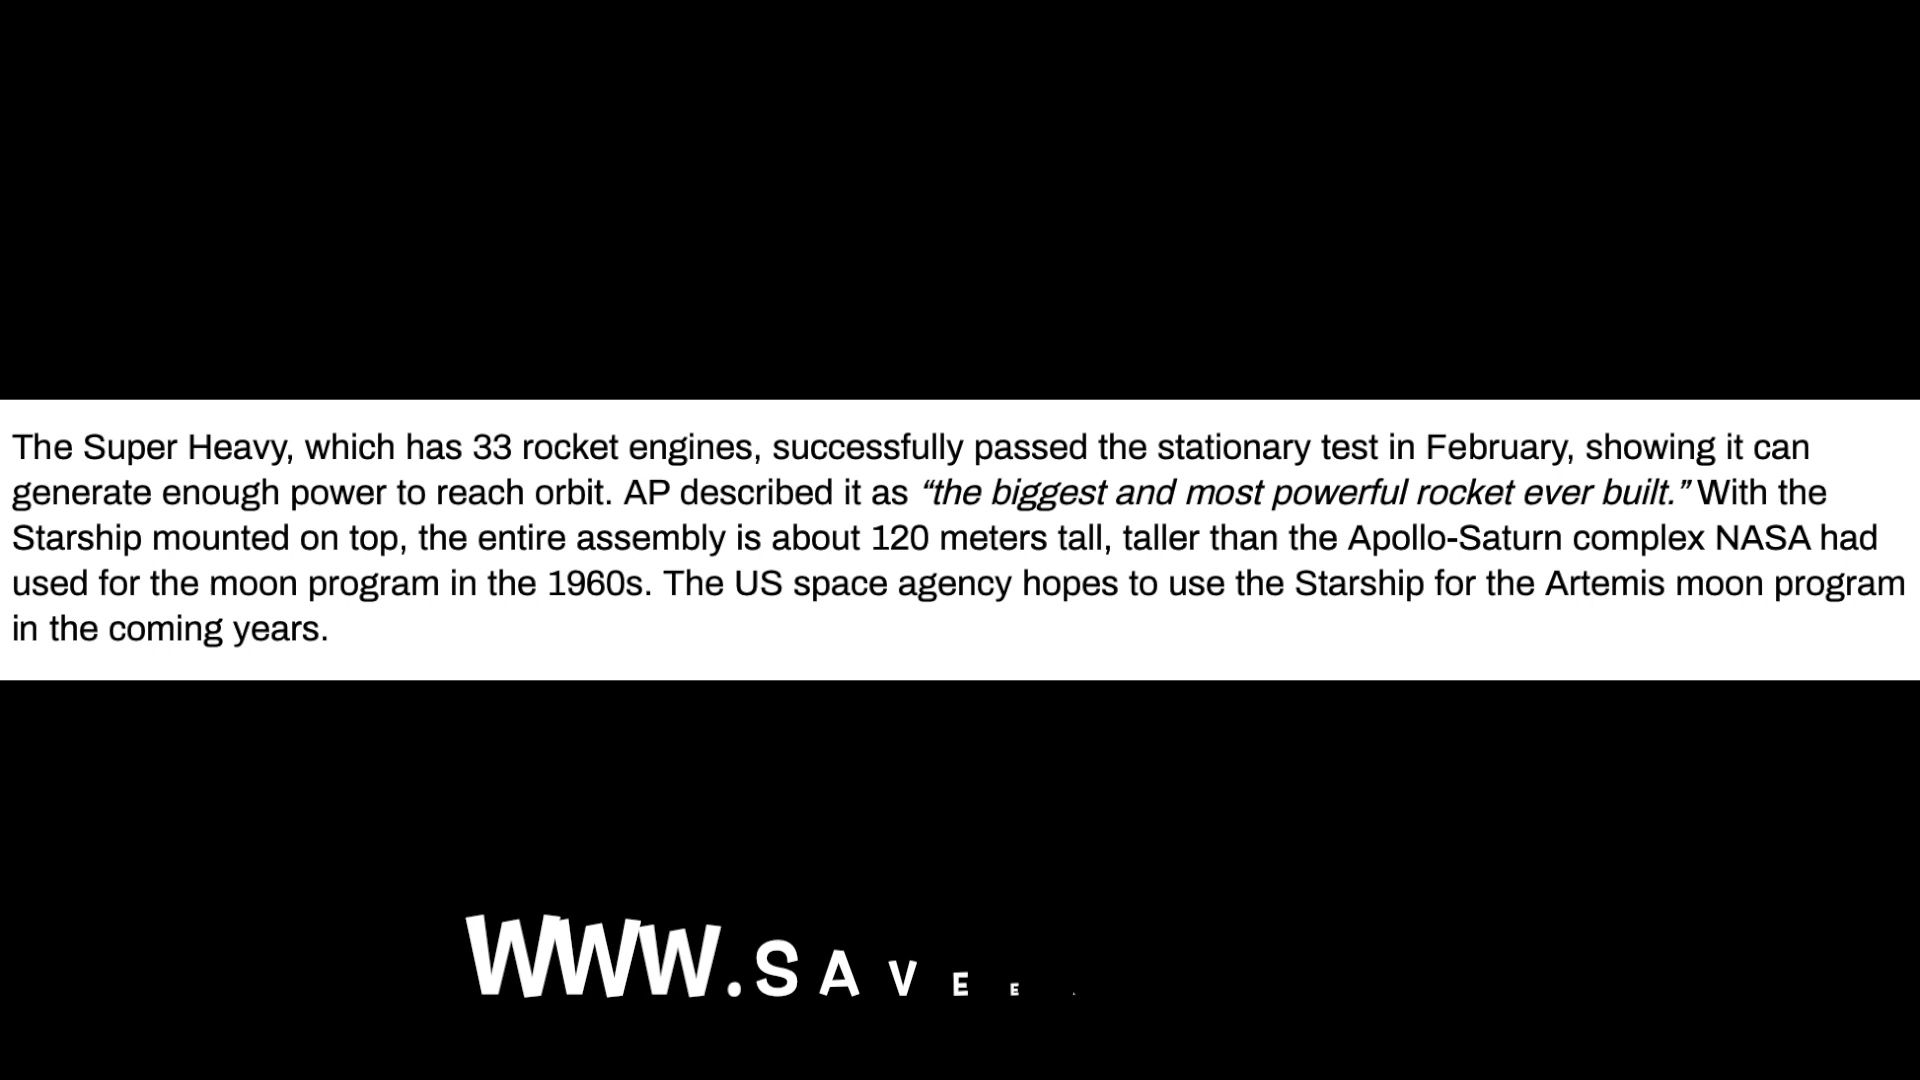 The Super Heavy, which has 33 rocket engines, successfully passed the stationary test in February, showing it can
generate enough power to reach orbit. AP described it as “the biggest and most powerful rocket ever built.” With the
Starship mounted on top, the entire assembly is about 120 meters tall, taller than the Apollo-Saturn complex NASA had
used for the moon program in the 1960s. The US space agency hopes to use the Starship for the Artemis moon program
in the coming years.
WWW.SAVEE